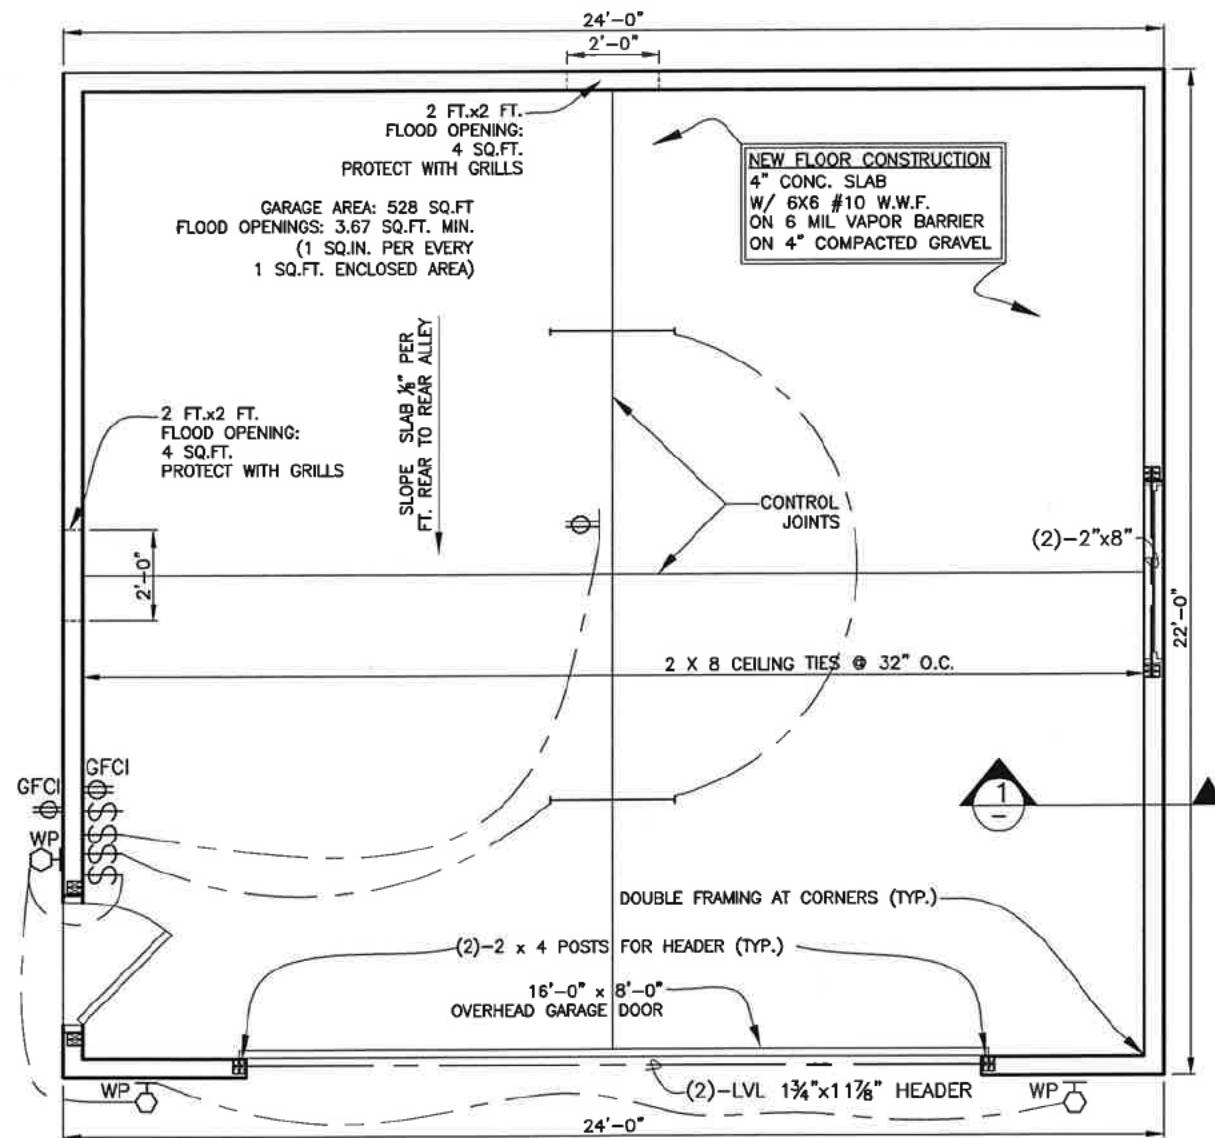 24'-0"
2'-0"
2 FT.x2 FT.
FLOOD OPENING:
4 SQ.FT.
PROTECT WITH GRILLS
NEW FLOOR CONSTRUCTION
4" CONC. SLAB
W/ 6X6 #10 W.W.F.
ON 6 MIL VAPOR BARRIER
ON 4" COMPACTED GRAVEL
GARAGE AREA: 528 SQ.FT
FLOOD OPENINGS: 3.67 SQ.FT. MIN.
(1 SQ.IN. PER EVERY
1 SQ.FT. ENCLOSED AREA)
SLOPE SLAB ⅛" PER
FT. REAR TO REAR ALLEY
2 FT.x2 FT.
FLOOD OPENING:
4 SQ.FT.
PROTECT WITH GRILLS
CONTROL
JOINTS
(2)-2"x8"
2'-0"
22'-0"
2 X 8 CEILING TIES @ 32" O.C.
GFCI
GFCI
S
S
S
S
WP
1
-
DOUBLE FRAMING AT CORNERS (TYP.)
(2)-2 x 4 POSTS FOR HEADER (TYP.)
16'-0" x 8'-0"
OVERHEAD GARAGE DOOR
WP
(2)-LVL 1¾"x11⅞" HEADER
WP
24'-0"